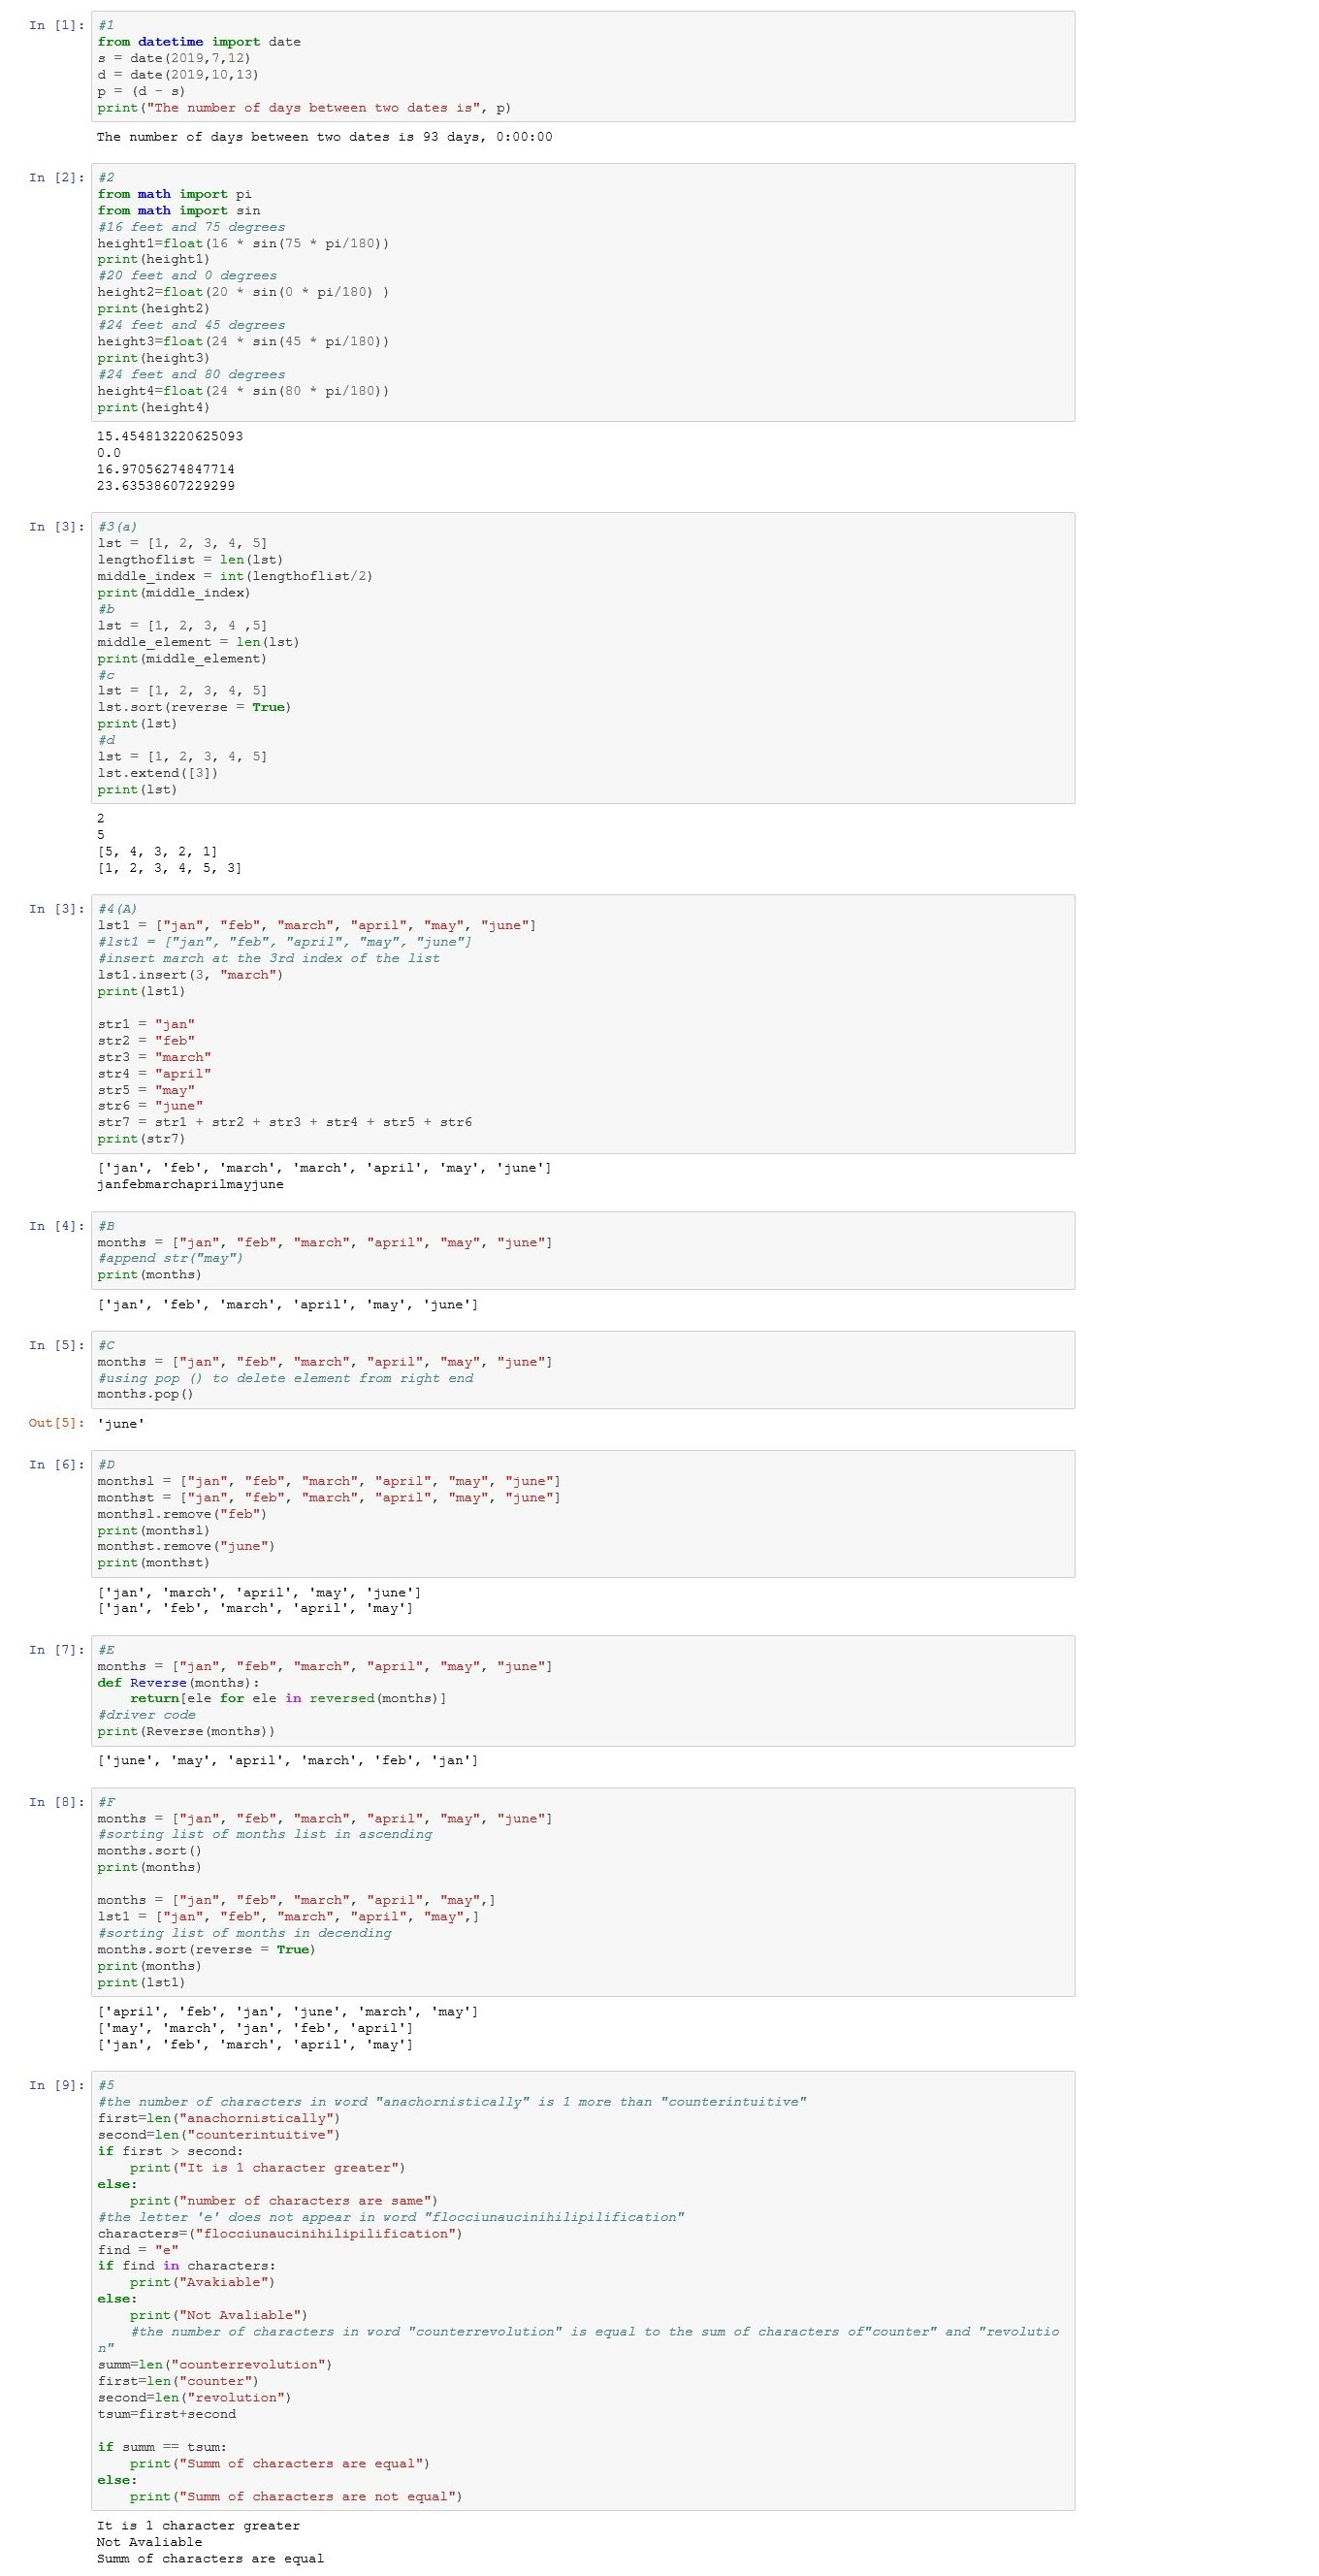 In [1]: #1
from datetime import date
s = date(2019,7,12)
d = date(2019,10,13)
p = (d - s)
print("The number of days between two dates is", p)
The number of days between two dates is 93 days, 0:00:00
In [2]: #2
from math import pi
from math import sin
#16 feet and 75 degrees
height1=float(16 * sin(75 * pi/180))
print(height1)
#20 feet and 0 degrees
height2=float(20 * sin(0 * pi/180) )
print(height2)
#24 feet and 45 degrees
height3=float(24 * sin(45 * pi/180))
print(height3)
#24 feet and 80 degrees
height4=float(24 * sin(80 * pi/180))
print(height4)
15.454813220625093
0.0
16.97056274847714
23.63538607229299
In [3]: #3(a)
lst = [1, 2, 3, 4, 5]
lengthoflist = len(lst)
middle_index = int(lengthoflist/2)
print(middle_index)
#b
lst = [1, 2, 3, 4 ,5]
middle_element = len(lst)
print(middle_element)
#c
lst = [1, 2, 3, 4, 5]
lst.sort(reverse = True)
print(lst)
#d
lst = [1, 2, 3, 4, 5]
lst.extend([3])
print(lst)
2
5
[5, 4, 3, 2, 1]
[1, 2, 3, 4, 5, 3]
In [3]: #4(A)
lst1 = ["jan", "feb", "march", "april", "may", "june"]
#lst1 = ["jan", "feb", "april", "may", "june"]
#insert march at the 3rd index of the list
lst1.insert(3, "march")
print(lst1)
str1 = "jan"
str2 = "feb"
str3 = "march"
str4 = "april"
str5 = "may"
str6 = "june"
str7 = str1 + str2 + str3 + str4 + str5 + str6
print(str7)
['jan', 'feb', 'march', 'march', 'april', 'may', 'june']
janfebmarchaprilmayjune
In [4]: #B
months = ["jan", "feb", "march", "april", "may", "june"]
#append str("may")
print(months)
['jan', 'feb', 'march', 'april', 'may', 'june']
In [5]: #C
months = ["jan", "feb", "march", "april", "may", "june"]
#using pop () to delete element from right end
months.pop()
Out[5]: 'june'
In [6]: #D
monthsl = ["jan", "feb", "march", "april", "may", "june"]
monthst = ["jan", "feb", "march", "april", "may", "june"]
monthsl.remove("feb")
print(monthsl)
monthst.remove("june")
print(monthst)
['jan', 'march', 'april', 'may', 'june']
['jan', 'feb', 'march', 'april', 'may']
In [7]: #E
months = ["jan", "feb", "march", "april", "may", "june"]
def Reverse(months):
    return[ele for ele in reversed(months)]
#driver code
print(Reverse(months))
['june', 'may', 'april', 'march', 'feb', 'jan']
In [8]: #F
months = ["jan", "feb", "march", "april", "may", "june"]
#sorting list of months list in ascending
months.sort()
print(months)
months = ["jan", "feb", "march", "april", "may",]
lst1 = ["jan", "feb", "march", "april", "may",]
#sorting list of months in decending
months.sort(reverse = True)
print(months)
print(lst1)
['april', 'feb', 'jan', 'june', 'march', 'may']
['may', 'march', 'jan', 'feb', 'april']
['jan', 'feb', 'march', 'april', 'may']
In [9]: #5
#the number of characters in word "anachornistically" is 1 more than "counterintuitive"
first=len("anachornistically")
second=len("counterintuitive")
if first > second:
    print("It is 1 character greater")
else:
    print("number of characters are same")
#the letter 'e' does not appear in word "flocciunaucinihilipilification"
characters=("flocciunaucinihilipilification")
find = "e"
if find in characters:
    print("Avakiable")
else:
    print("Not Avaliable")
    #the number of characters in word "counterrevolution" is equal to the sum of characters of"counter" and "revolutio
n"
summ=len("counterrevolution")
first=len("counter")
second=len("revolution")
tsum=first+second
if summ == tsum:
    print("Summ of characters are equal")
else:
    print("Summ of characters are not equal")
It is 1 character greater
Not Avaliable
Summ of characters are equal